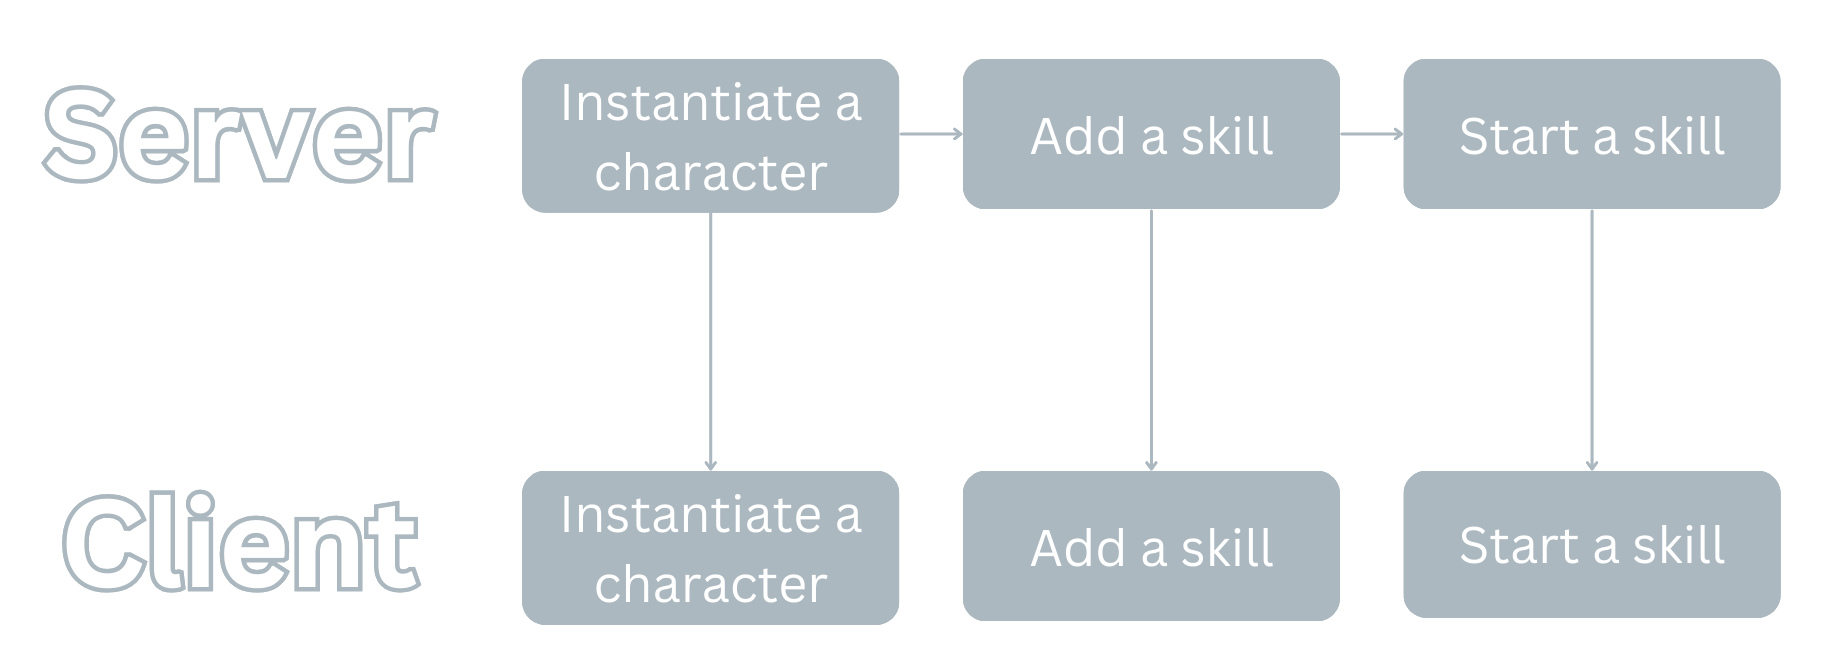 Server
Instantiate a
character
Add a skill
Start a skill
Client
Instantiate a
character
Add a skill
Start a skill